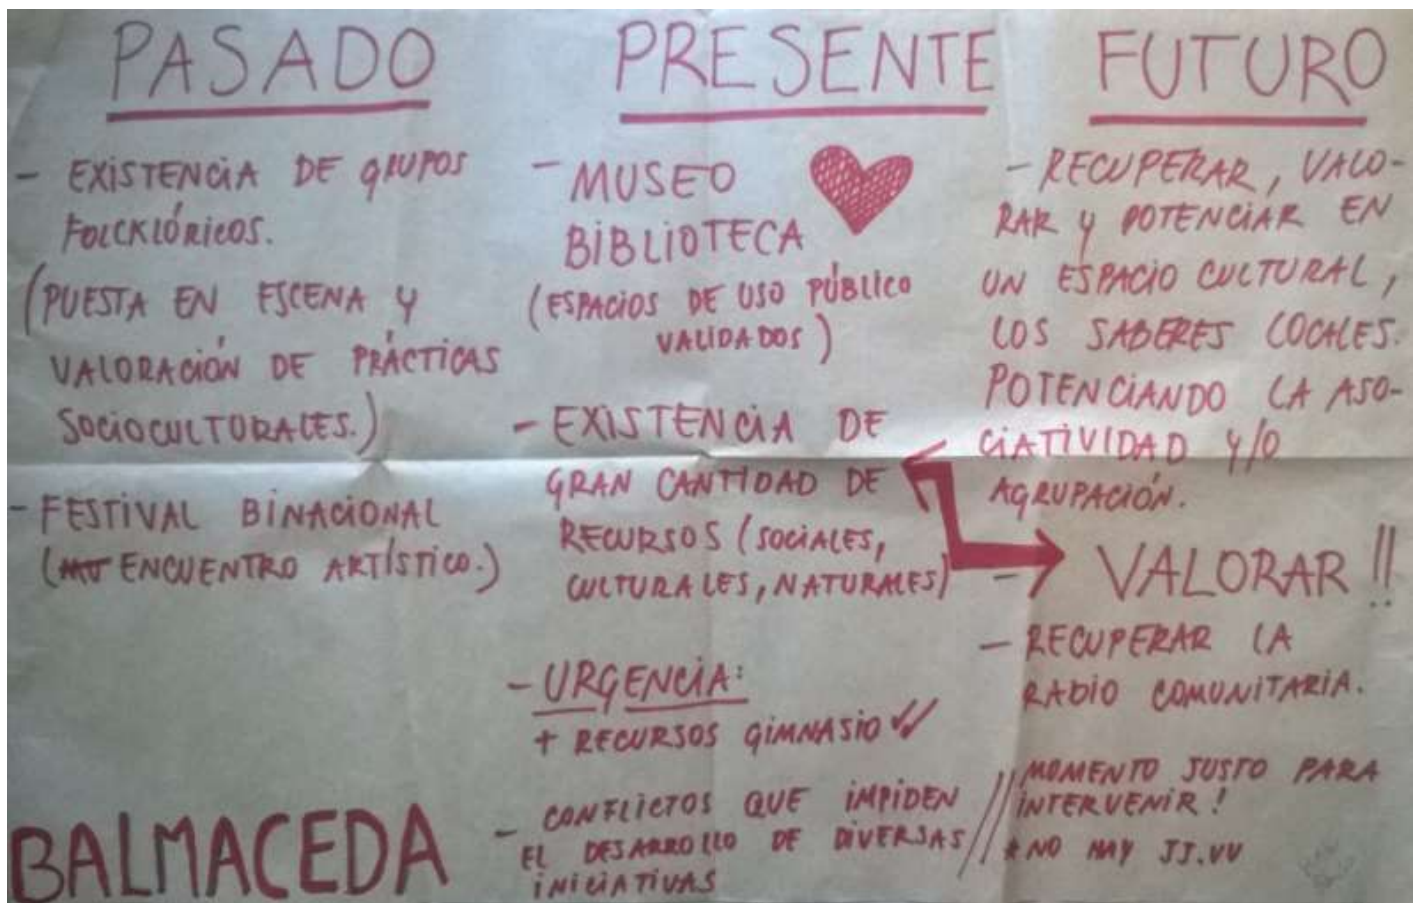 PASADO
- EXISTENCIA DE GRUPOS
FOLCKLÓRICOS.
(PUESTA EN ESCENA Y
VALORACIÓN DE PRÁCTICAS
SOCIOCULTURALES.)
- FESTIVAL BINACIONAL
(ENCUENTRO ARTÍSTICO.)
BALMACEDA
PRESENTE
- MUSEO
BIBLIOTECA
(ESPACIOS DE USO PÚBLICO
VALIDADOS)
- EXISTENCIA DE
GRAN CANTIDAD DE
RECURSOS (SOCIALES,
CULTURALES, NATURALES)
- URGENCIA:
+ RECURSOS GIMNASIO
- CONFLICTOS QUE IMPIDEN
EL DESARROLLO DE DIVERSAS
INICIATIVAS
FUTURO
- RECUPERAR, VALO-
RAR Y POTENCIAR EN
UN ESPACIO CULTURAL,
LOS SABERES LOCALES.
POTENCIANDO LA ASO-
CIATIVIDAD Y/O
AGRUPACIÓN.
- VALORAR!!
- RECUPERAR LA
RADIO COMUNITARIA.
MOMENTO JUSTO PARA
INTERVENIR!
* NO HAY JJ.VV